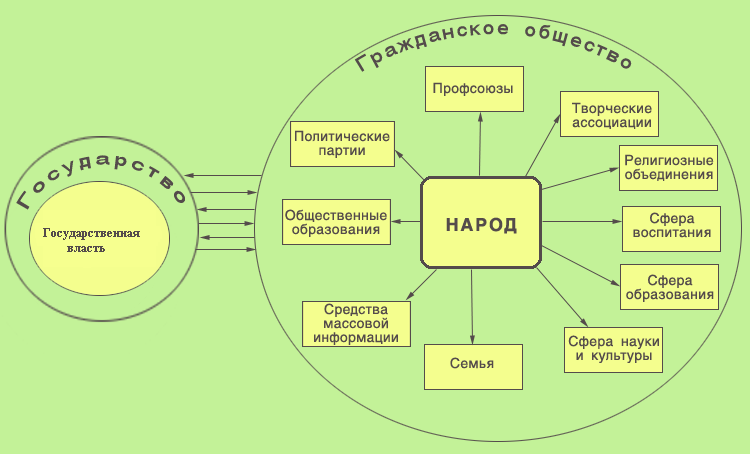 Гражданское общество
Профсоюзы
Творческие
ассоциации
Политические
партии
Религиозные
объединения
Государство
Общественные
образования
НАРОД
Сфера
воспитания
Государственная
власть
Сфера
образования
Средства
массовой
информации
Сфера науки
и культуры
Семья